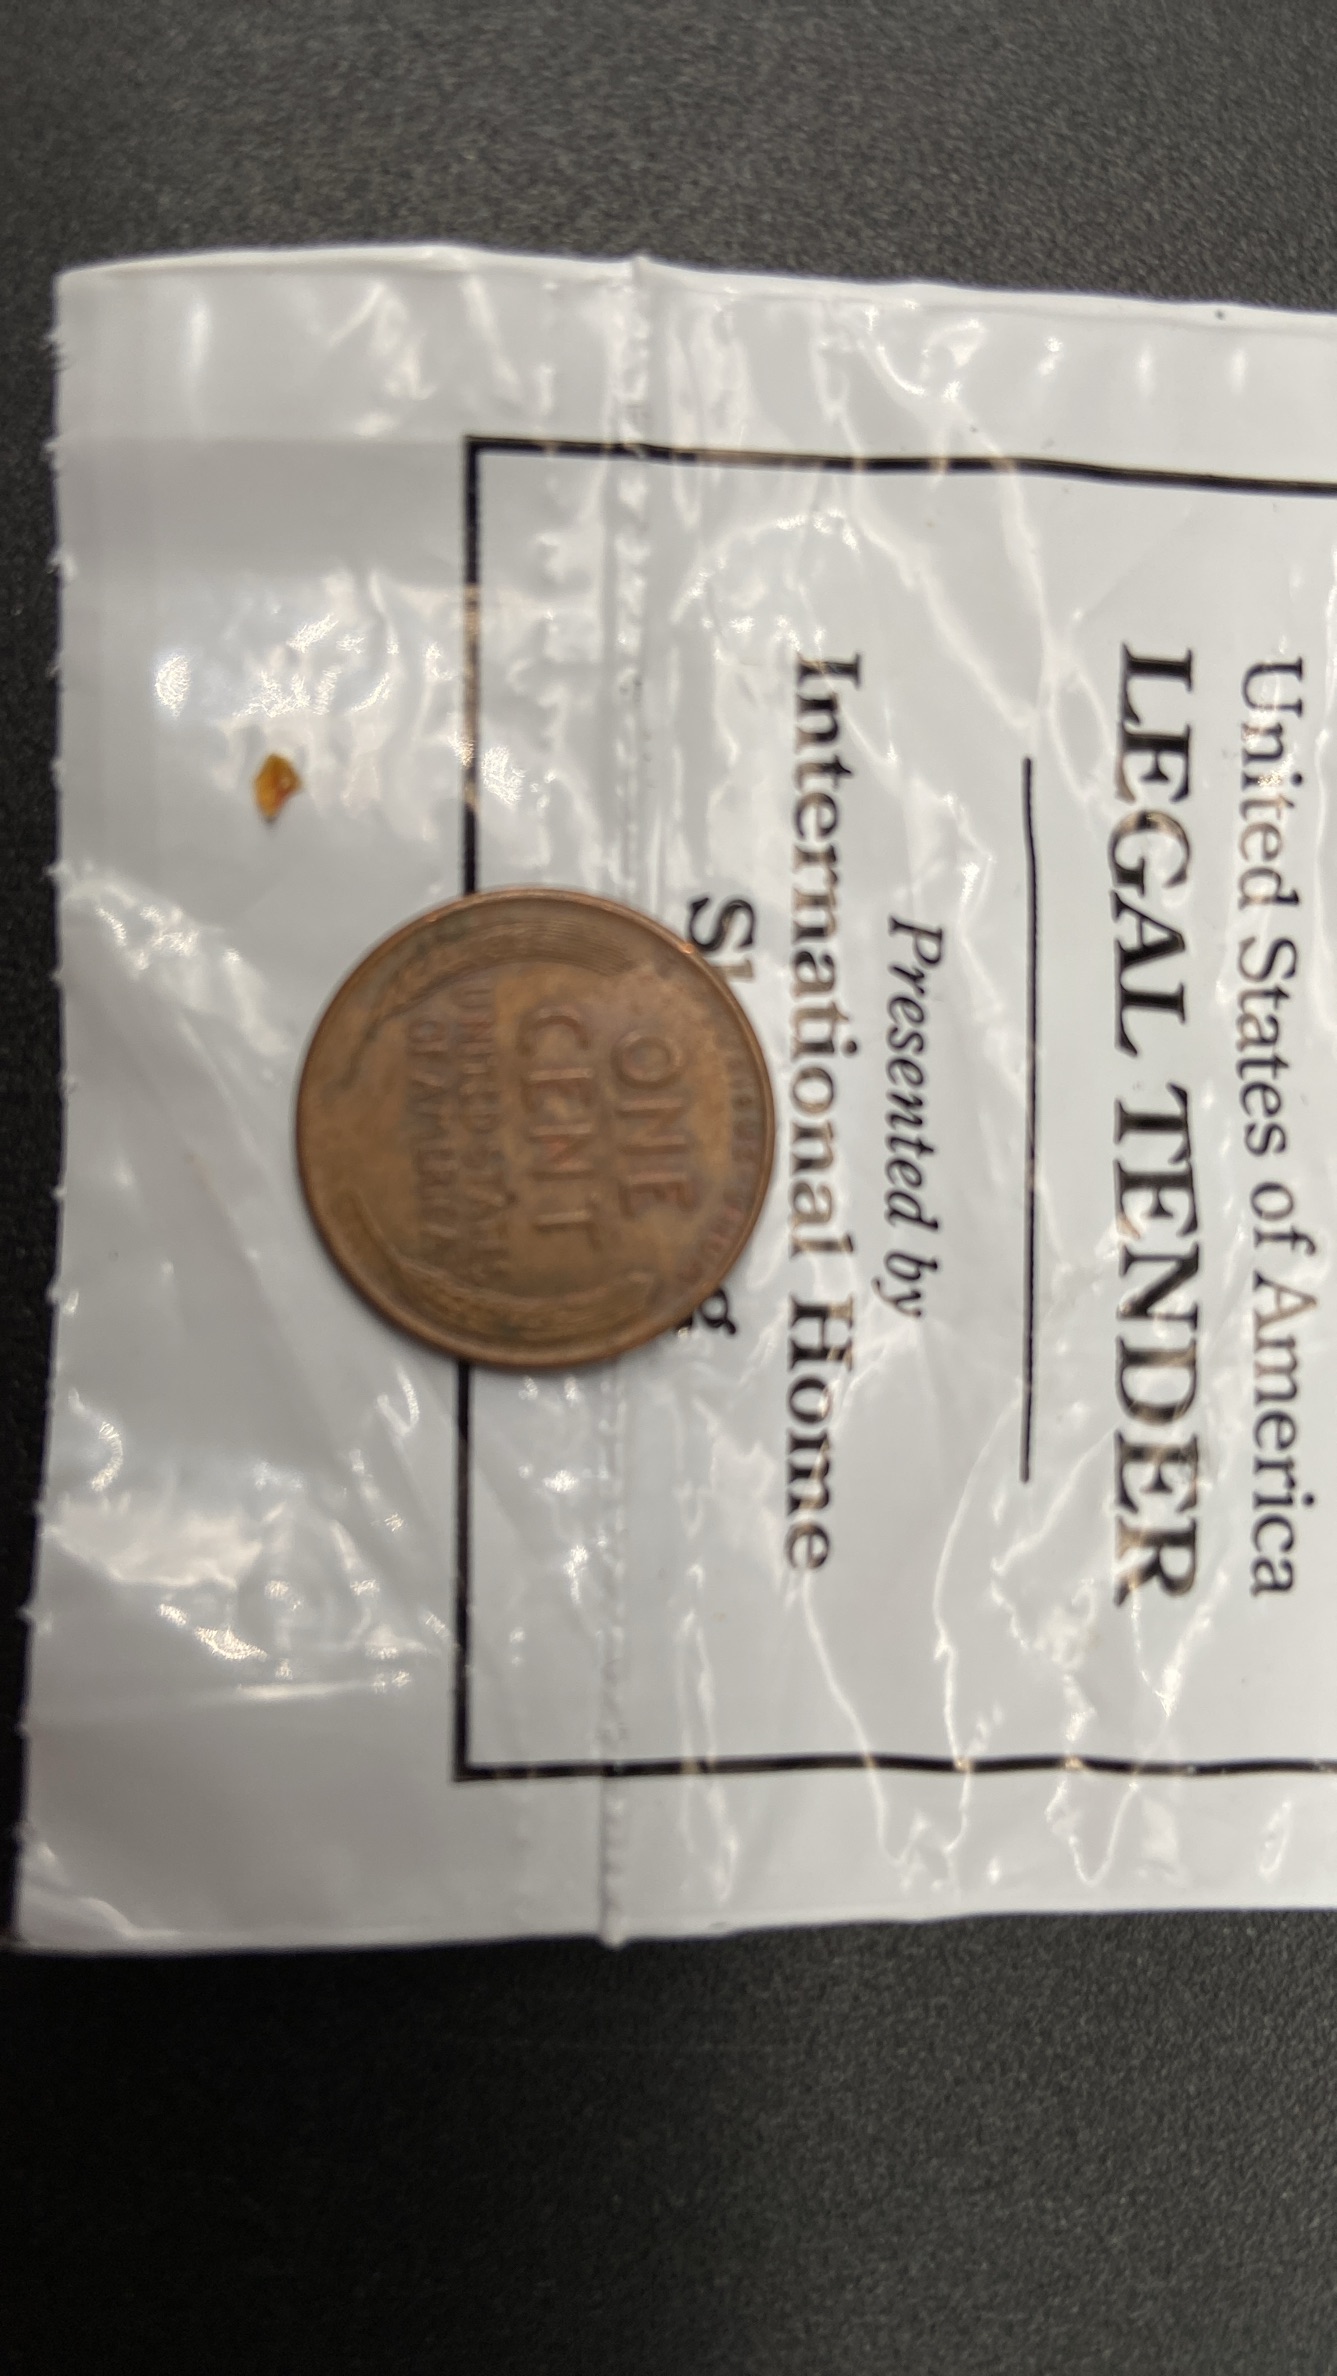 United States of America
LEGAL TENDER
Presented by
International Home
ONE
CENT
UNITED STATES
OF AMERICA